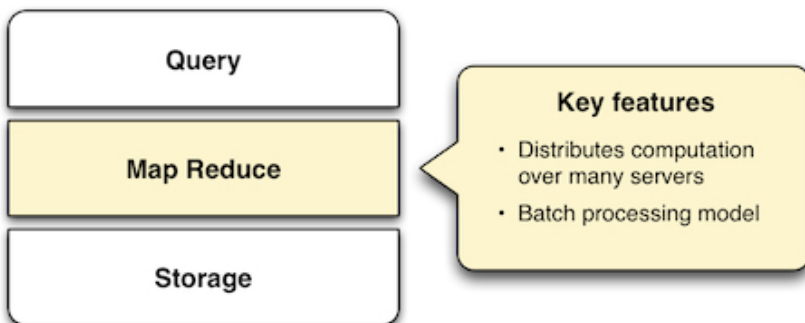 Query
Map Reduce
Storage
Key features
• Distributes computation
over many servers
• Batch processing model